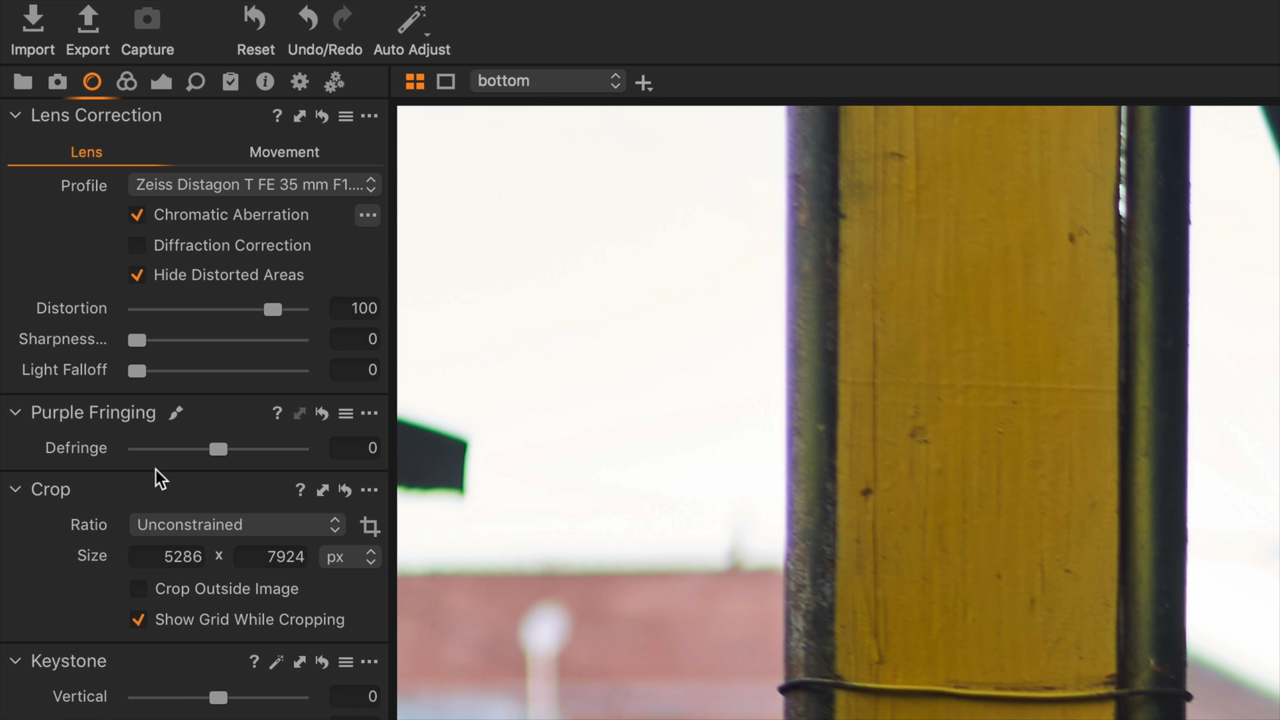 Import Export Capture Reset Undo/Redo Auto Adjust
bottom
Lens Correction ?
Lens Movement
Profile Zeiss Distagon T FE 35 mm F1....
Chromatic Aberration
Diffraction Correction
Hide Distorted Areas
Distortion 100
Sharpness... 0
Light Falloff 0
Purple Fringing ?
Defringe 0
Crop ?
Ratio Unconstrained
Size 5286 x 7924 px
Crop Outside Image
Show Grid While Cropping
Keystone ?
Vertical 0